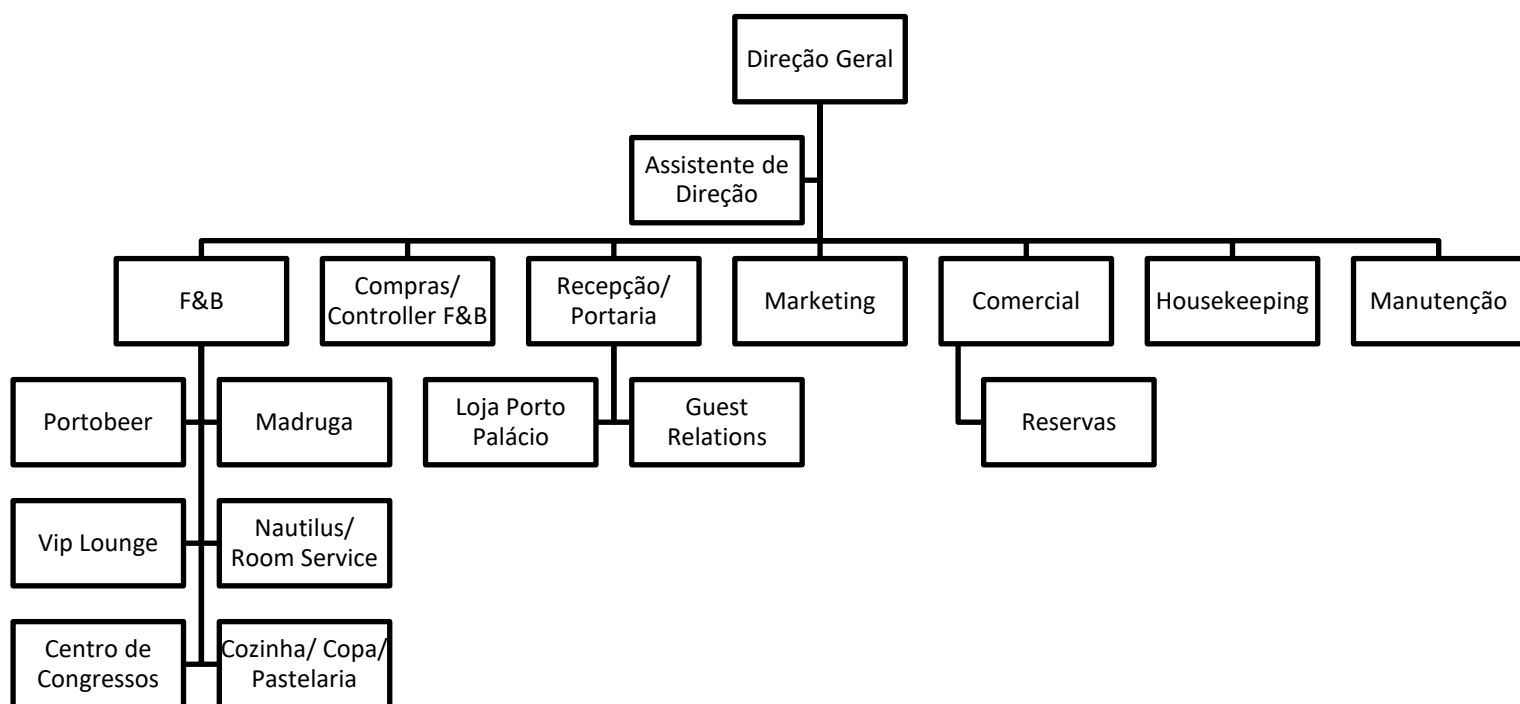 Direção Geral
Assistente de
Direção
F&B
Compras/
Controller F&B
Recepção/
Portaria
Marketing
Comercial
Housekeeping
Manutenção
Portobeer
Madruga
Loja Porto
Palácio
Guest
Relations
Reservas
Vip Lounge
Nautilus/
Room Service
Centro de
Congressos
Cozinha/ Copa/
Pastelaria